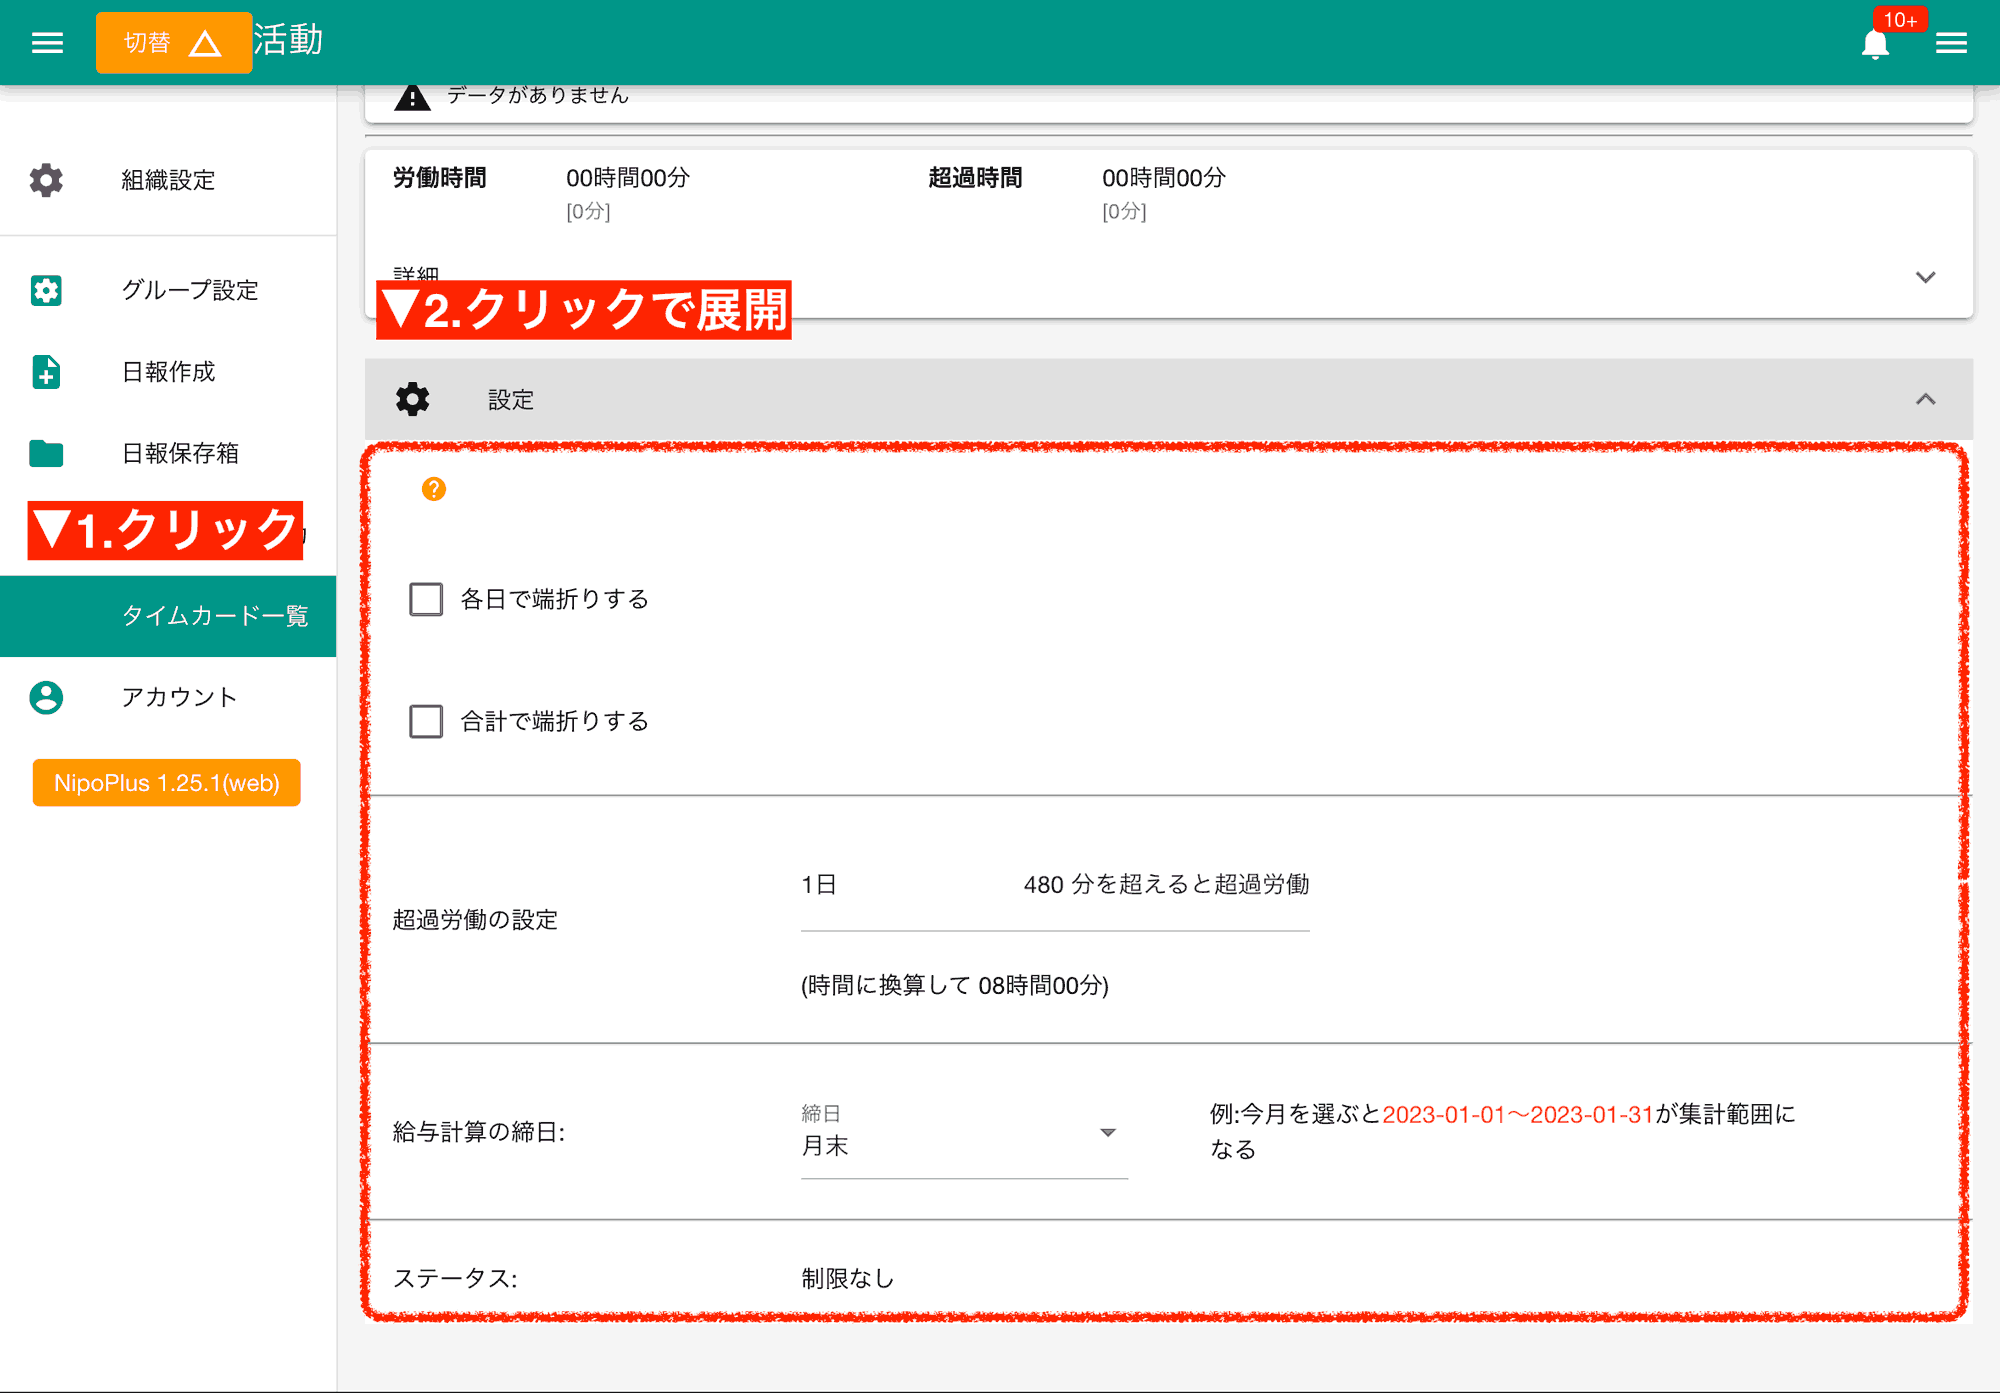 切替 活動
10+
データがありません
組織設定
グループ設定
日報作成
日報保存箱
▼1.クリック
タイムカード一覧
アカウント
NipoPlus 1.25.1(web)
労働時間 00時間00分 超過時間 00時間00分
[0分] [0分]
詳細
▼2.クリックで展開
設定
?
各日で端折りする
合計で端折りする
超過労働の設定
1日 480 分を超えると超過労働
(時間に換算して 08時間00分)
給与計算の締日:
締日
月末
例:今月を選ぶと2023-01-01〜2023-01-31が集計範囲に
なる
ステータス: 制限なし